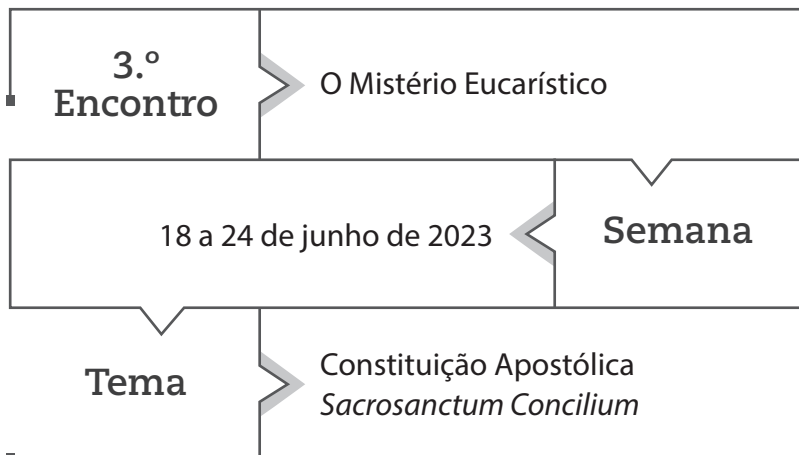 3.º
Encontro
O Mistério Eucarístico
18 a 24 de junho de 2023
Semana
Tema
Constituição Apostólica
Sacrosanctum Concilium